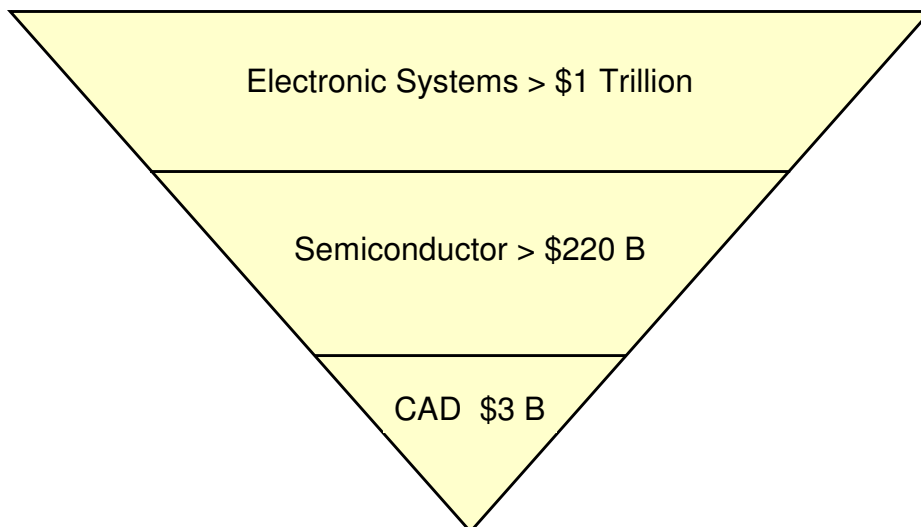 Electronic Systems > $1 Trillion
Semiconductor > $220 B
CAD $3 B